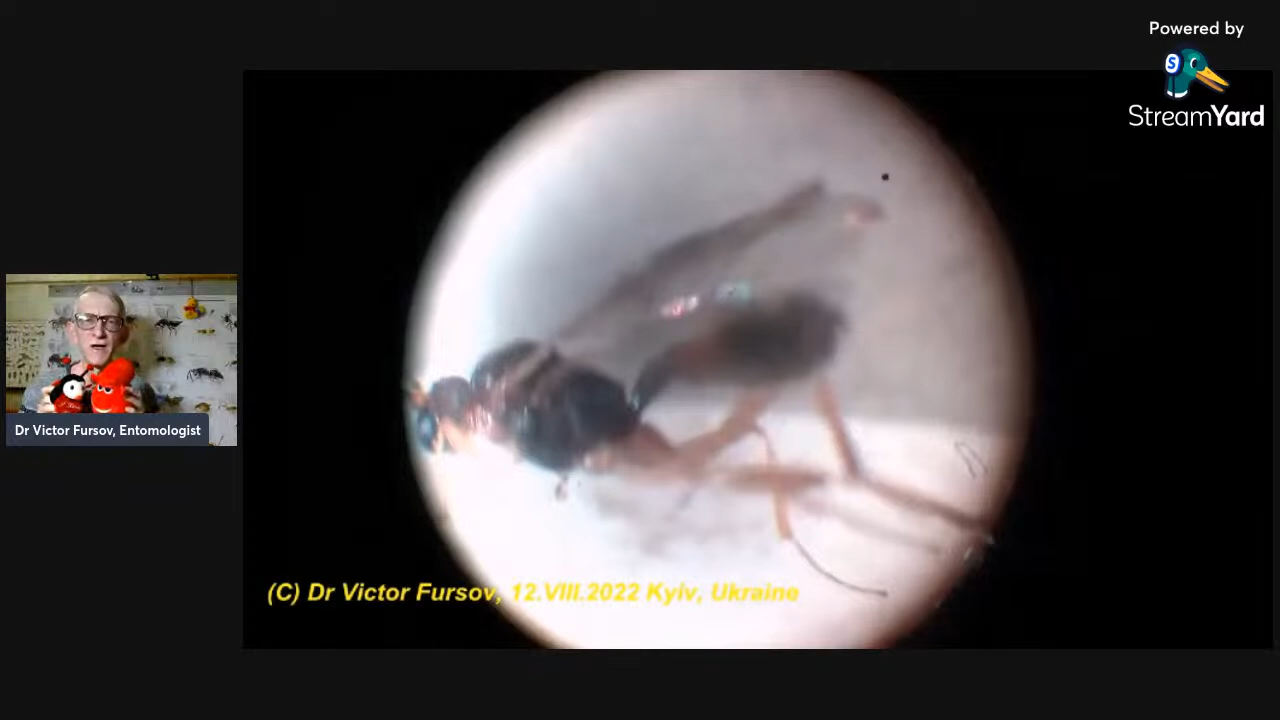 Powered by
S
StreamYard
Dr Victor Fursov, Entomologist
(C) Dr Victor Fursov, 12.VIII.2022 Kyiv, Ukraine